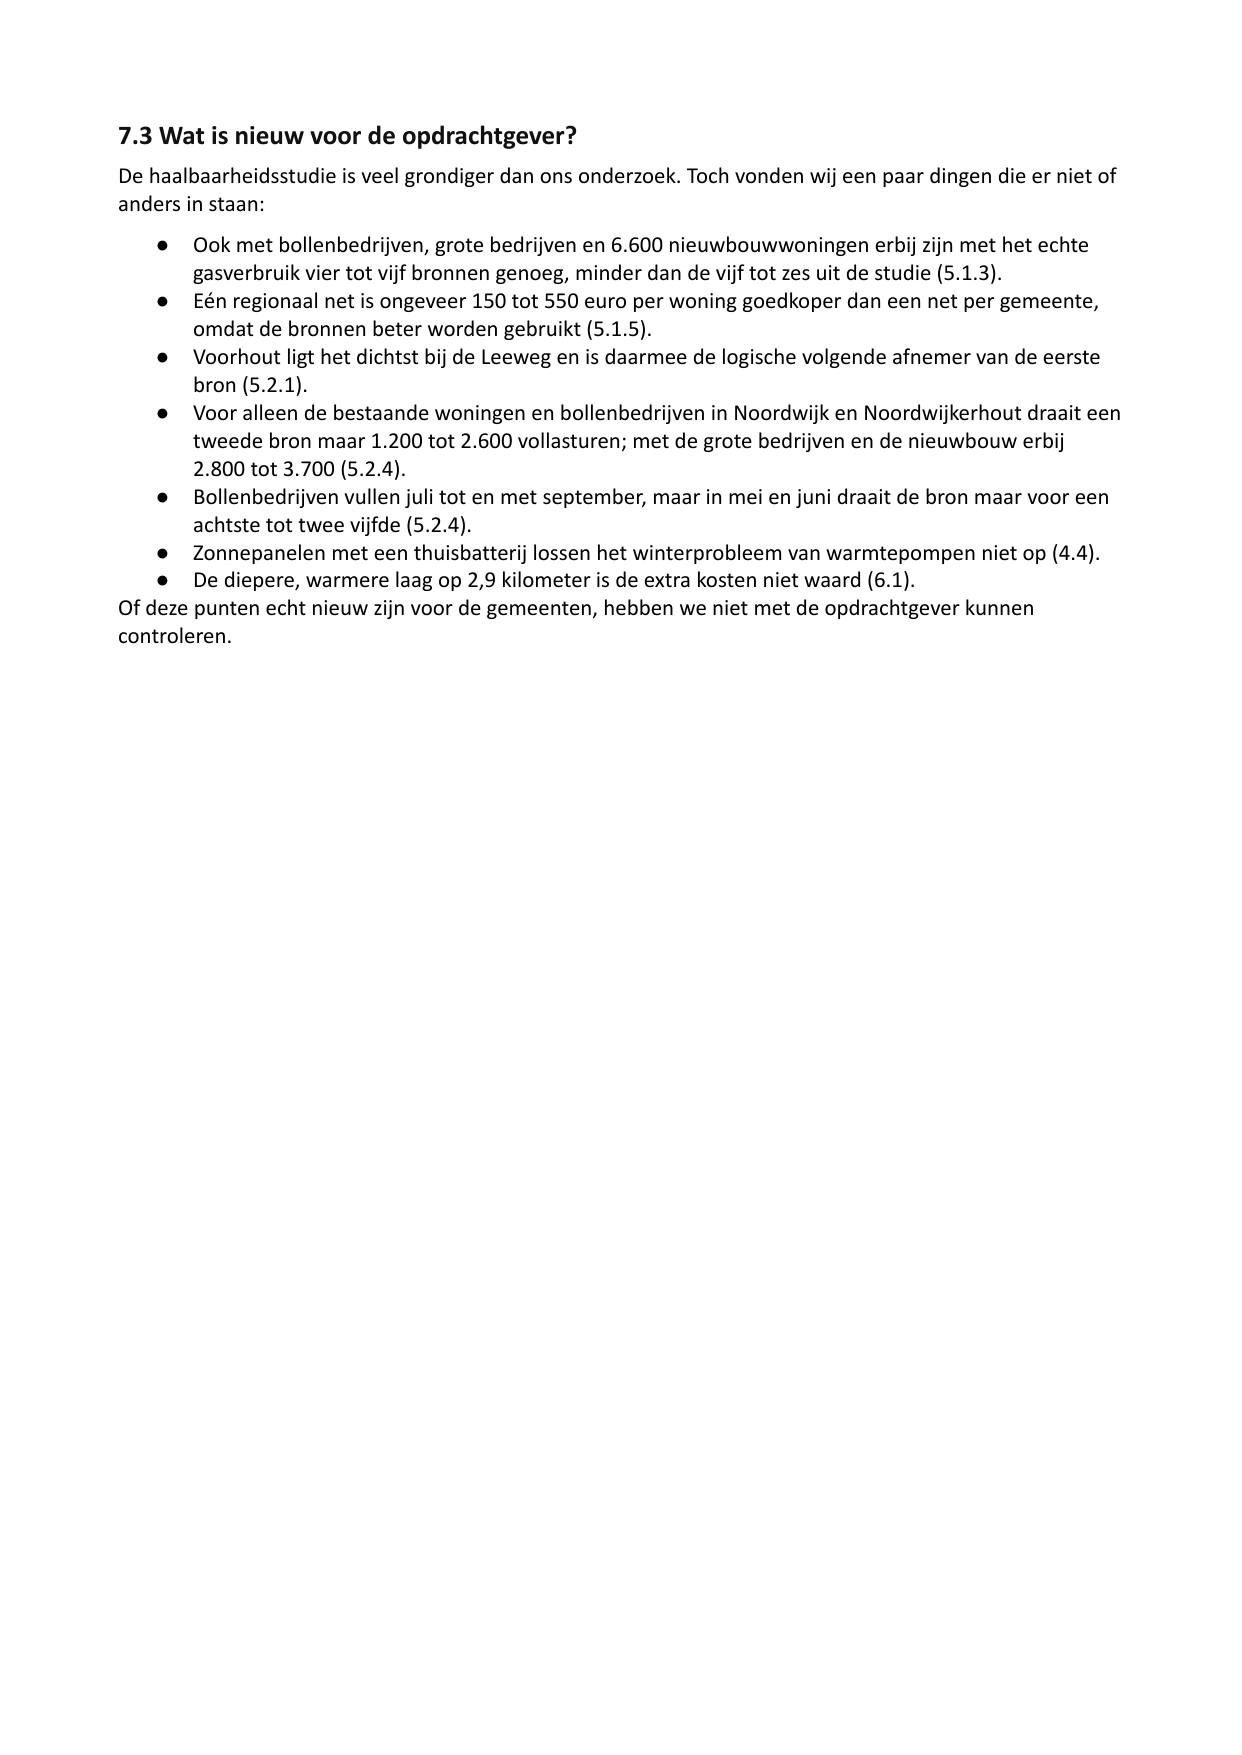 7.3 Wat is nieuw voor de opdrachtgever?
De haalbaarheidsstudie is veel grondiger dan ons onderzoek. Toch vonden wij een paar dingen die er niet of
anders in staan:
● Ook met bollenbedrijven, grote bedrijven en 6.600 nieuwbouwwoningen erbij zijn met het echte
gasverbruik vier tot vijf bronnen genoeg, minder dan de vijf tot zes uit de studie (5.1.3).
● Eén regionaal net is ongeveer 150 tot 550 euro per woning goedkoper dan een net per gemeente,
omdat de bronnen beter worden gebruikt (5.1.5).
● Voorhout ligt het dichtst bij de Leeweg en is daarmee de logische volgende afnemer van de eerste
bron (5.2.1).
● Voor alleen de bestaande woningen en bollenbedrijven in Noordwijk en Noordwijkerhout draait een
tweede bron maar 1.200 tot 2.600 vollasturen; met de grote bedrijven en de nieuwbouw erbij
2.800 tot 3.700 (5.2.4).
● Bollenbedrijven vullen juli tot en met september, maar in mei en juni draait de bron maar voor een
achtste tot twee vijfde (5.2.4).
● Zonnepanelen met een thuisbatterij lossen het winterprobleem van warmtepompen niet op (4.4).
● De diepere, warmere laag op 2,9 kilometer is de extra kosten niet waard (6.1).
Of deze punten echt nieuw zijn voor de gemeenten, hebben we niet met de opdrachtgever kunnen
controleren.